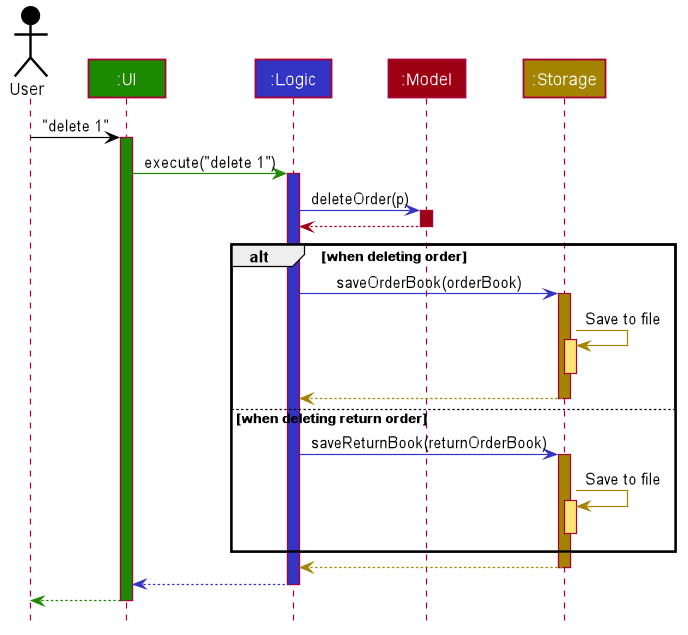 User
:UI
:Logic
:Model
:Storage
"delete 1"
execute("delete 1")
deleteOrder(p)
alt
[when deleting order]
saveOrderBook(orderBook)
Save to file
[when deleting return order]
saveReturnBook(returnOrderBook)
Save to file